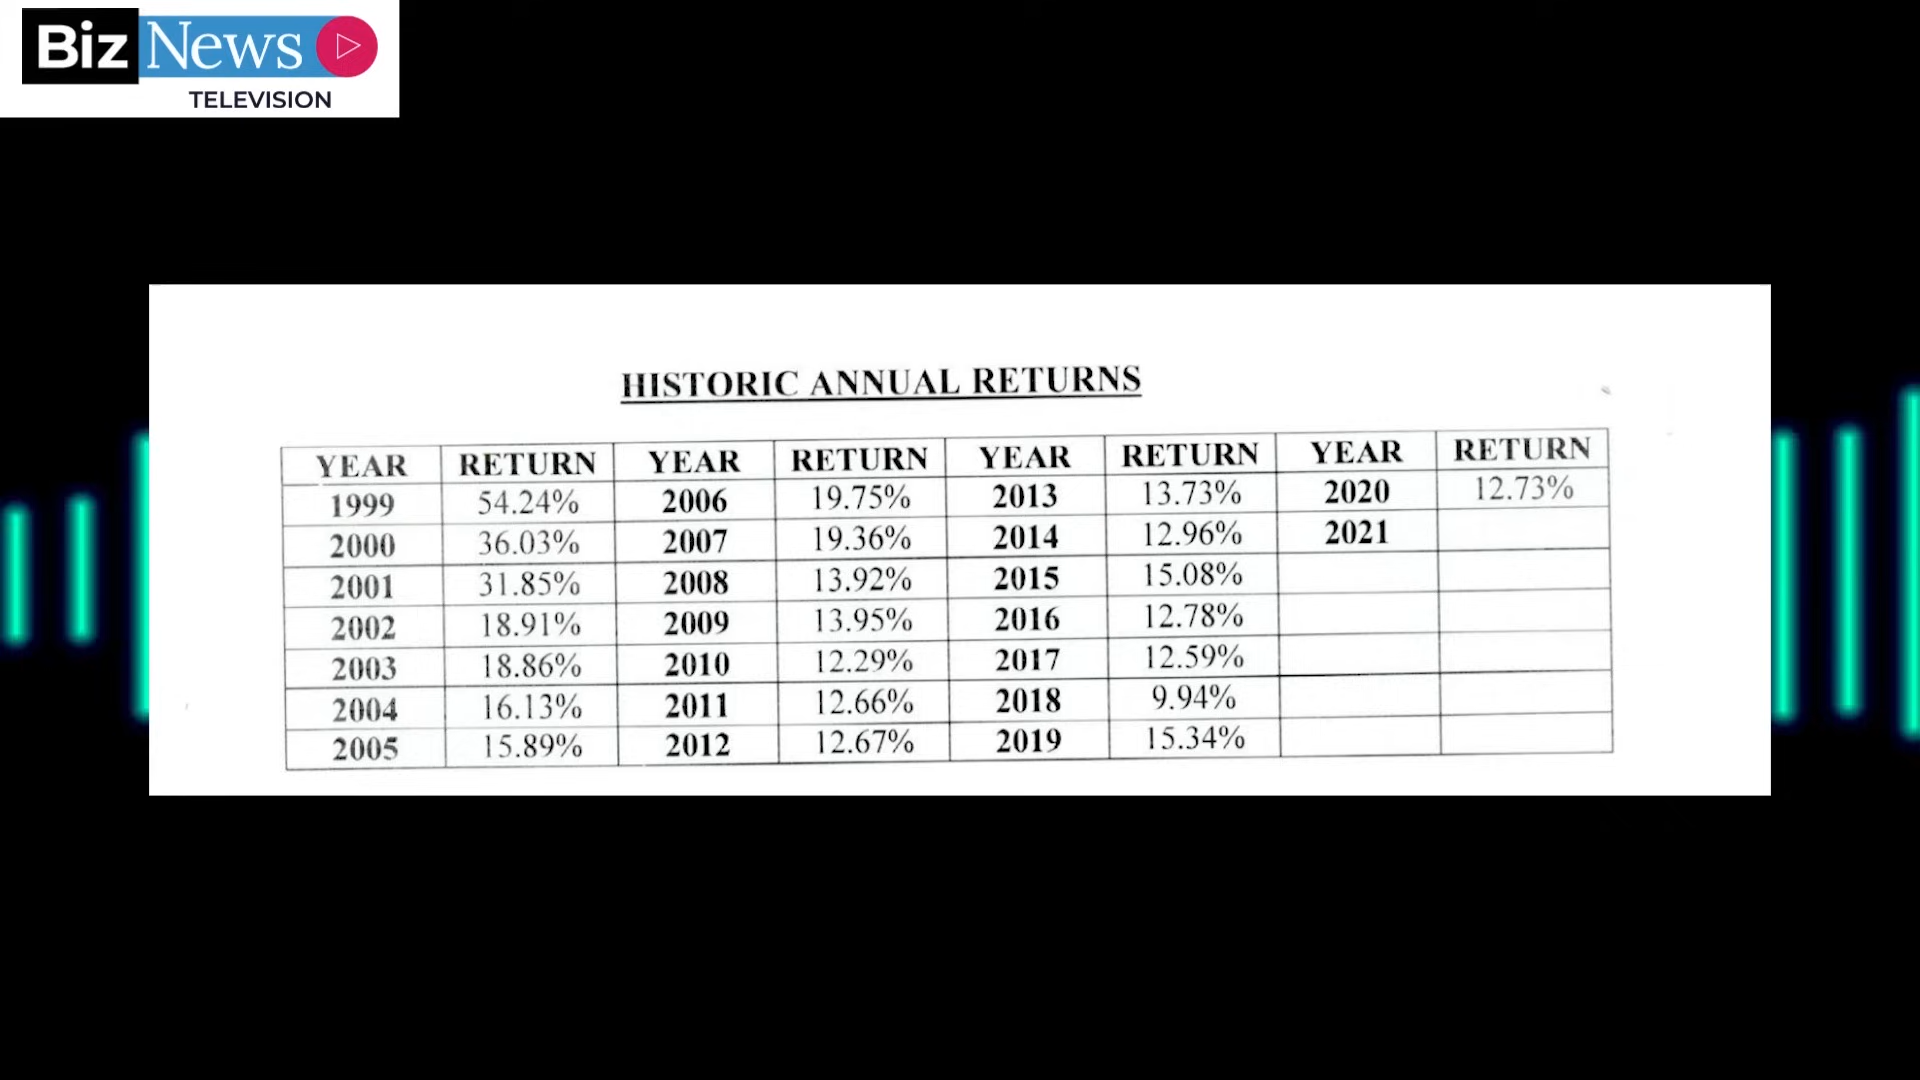 Biz News
TELEVISION
HISTORIC ANNUAL RETURNS
YEAR RETURN YEAR RETURN YEAR RETURN YEAR RETURN
1999 54.24% 2006 19.75% 2013 13.73% 2020 12.73%
2000 36.03% 2007 19.36% 2014 12.96% 2021
2001 31.85% 2008 13.92% 2015 15.08%
2002 18.91% 2009 13.95% 2016 12.78%
2003 18.86% 2010 12.29% 2017 12.59%
2004 16.13% 2011 12.66% 2018 9.94%
2005 15.89% 2012 12.67% 2019 15.34%